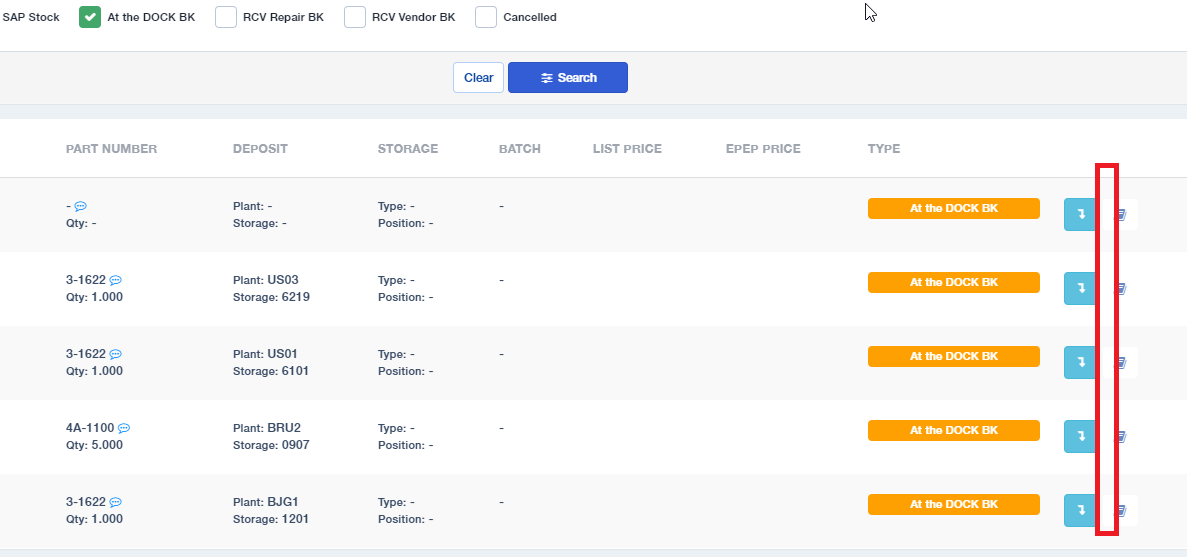 SAP Stock At the DOCK BK RCV Repair BK RCV Vendor BK Cancelled
Clear Search
PART NUMBER DEPOSIT STORAGE BATCH LIST PRICE EPEP PRICE TYPE
- Plant: - Type: - - At the DOCK BK
Qty: - Storage: - Position: -
3-1622 Plant: US03 Type: - - At the DOCK BK
Qty: 1.000 Storage: 6219 Position: -
3-1622 Plant: US01 Type: - - At the DOCK BK
Qty: 1.000 Storage: 6101 Position: -
4A-1100 Plant: BRU2 Type: - - At the DOCK BK
Qty: 5.000 Storage: 0907 Position: -
3-1622 Plant: BJG1 Type: - - At the DOCK BK
Qty: 1.000 Storage: 1201 Position: -